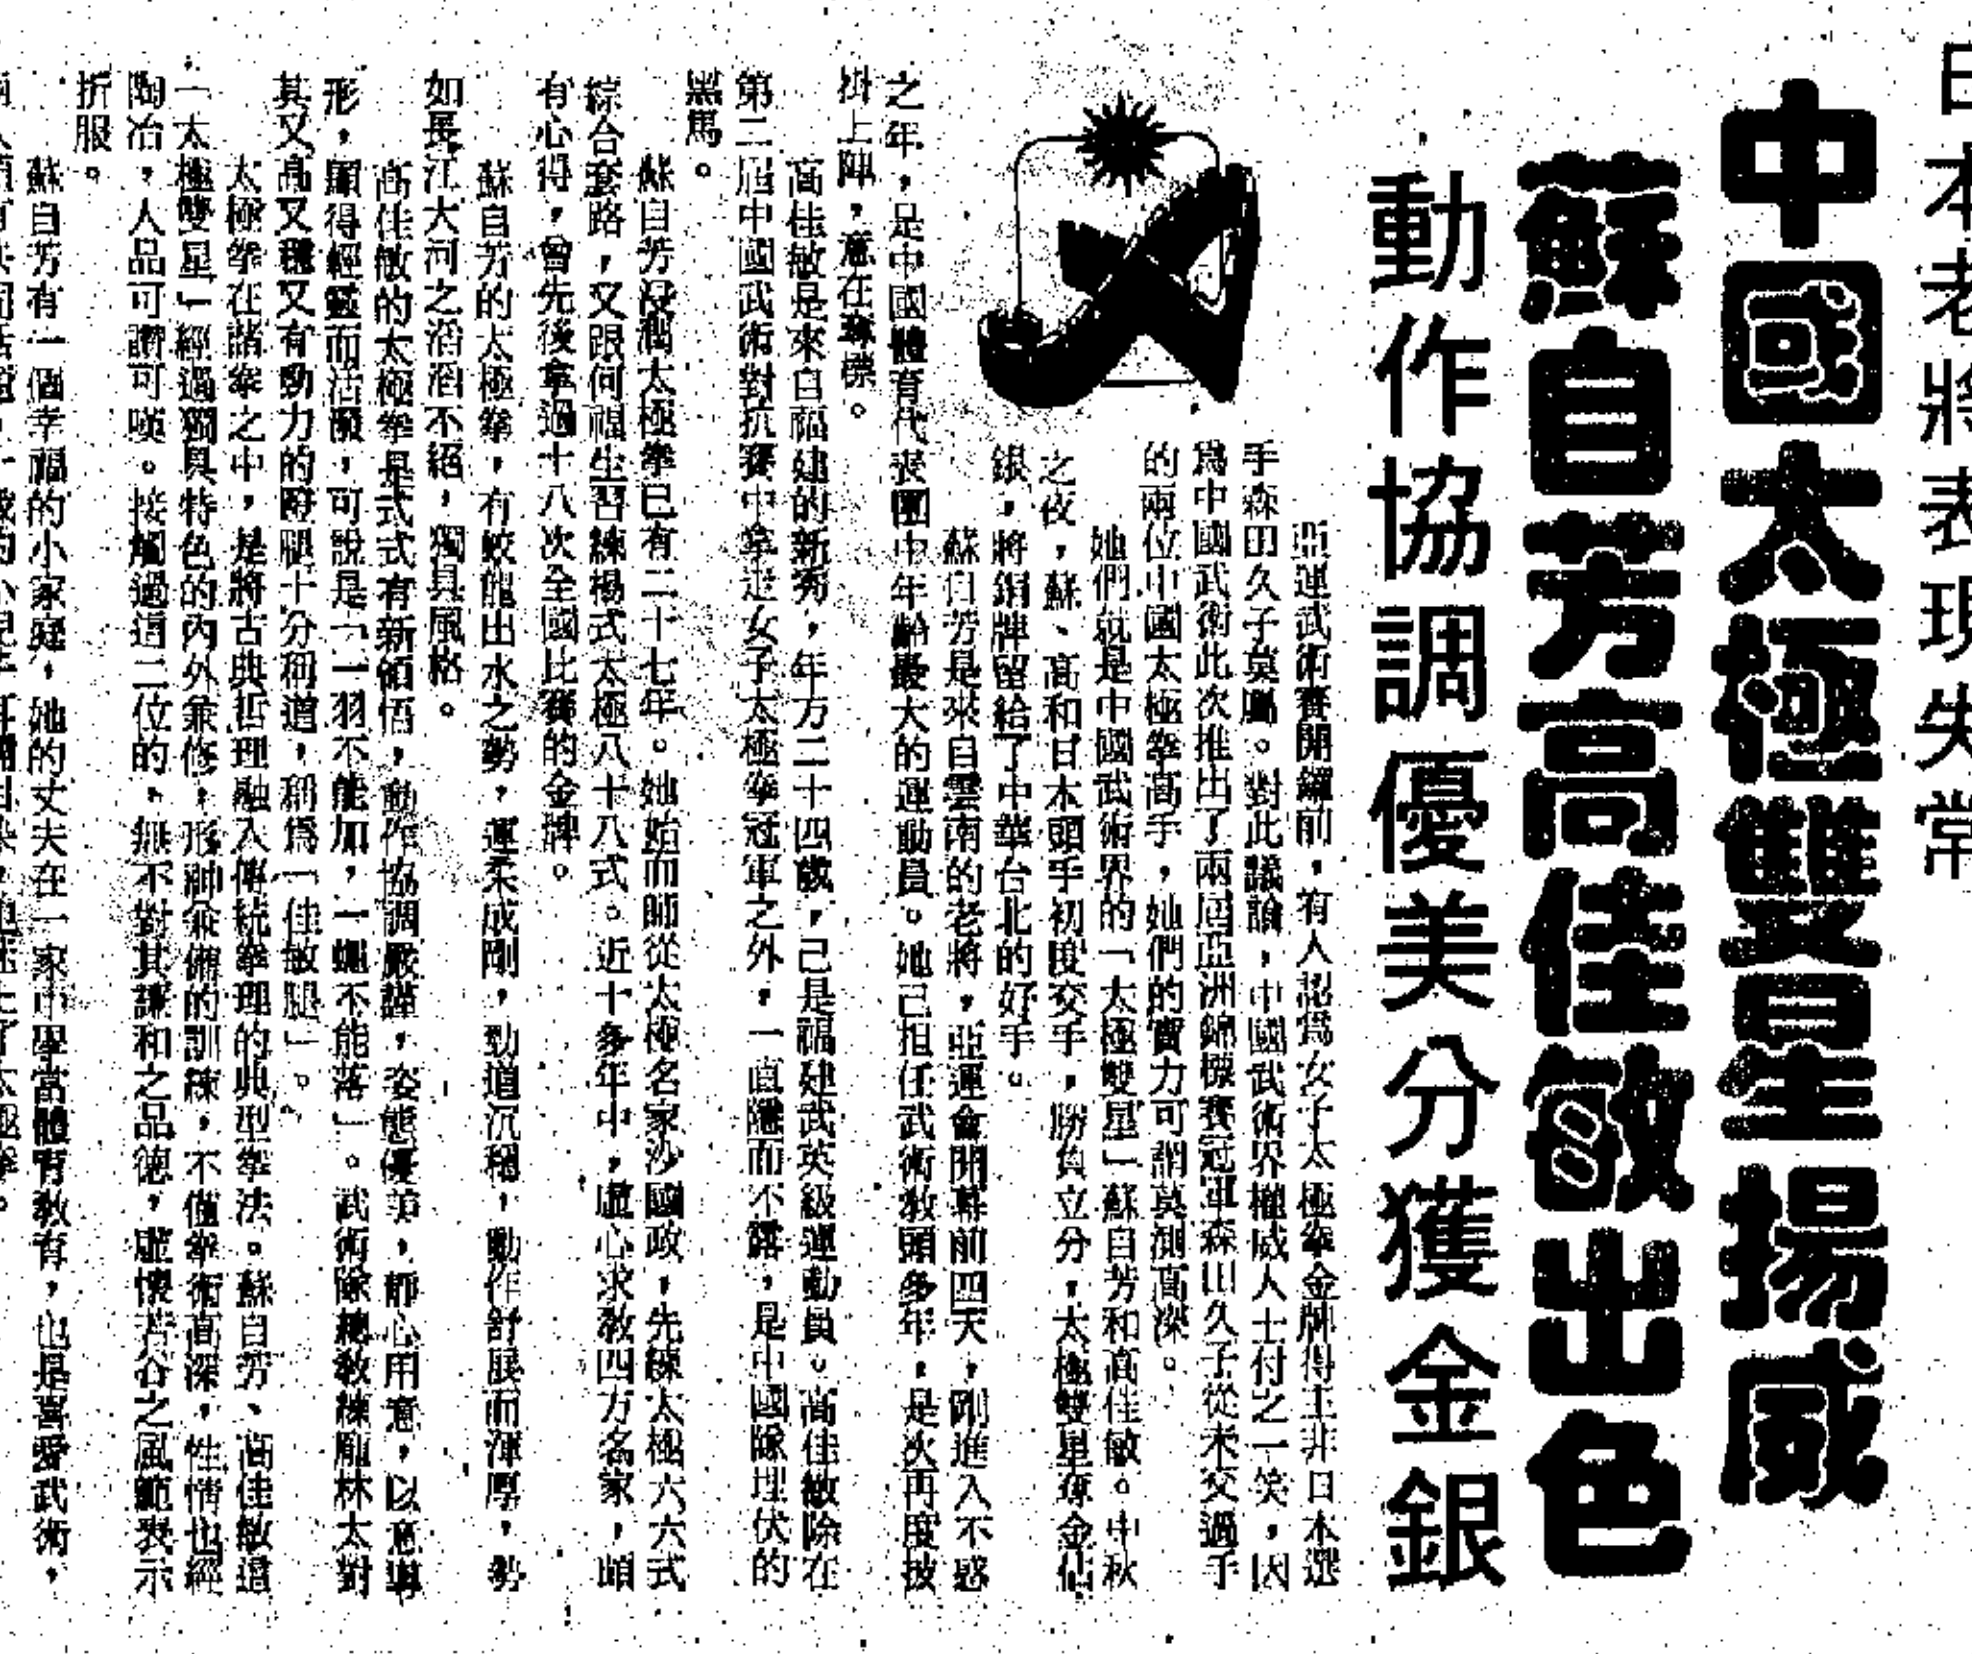 日本老將表現失常
中國太極雙星揚威
蘇自芳高佳敏出色
動作協調優美分獲金銀
亞運武術賽開鑼前，有人認為女子太極拳金牌得主非日本選
手森田久子莫屬。對此議論，中國武術界權威人士付之一笑，因
為中國武術此次推出了兩屆亞洲錦標賽冠軍森田久子從未交過手
的兩位中國太極拳高手，她們的實力可謂莫測高深。
她們就是中國武術界的「太極雙星」蘇自芳和高佳敏。中秋
之夜，蘇、高和日本頭手初度交手，勝負立分，太極雙星奪金佔
銀，將銅牌留給了中華台北的好手。
蘇自芳是來自雲南的老將，亞運會開幕前四天，剛進入不惑
之年，是中國體育代表團中年齡最大的運動員。她已担任武術教頭多年，是次再度披
掛上陣，意在奪標。
高佳敏是來自福建的新秀，年方二十四歲，己是福建武英級運動員。高佳敏除在
第二屆中國武術對抗賽中拿走女子太極拳冠軍之外，一直隱而不露，是中國隊埋伏的
黑馬。
蘇自芳浸潤太極拳已有二十七年。她始而師從太極名家沙國政，先練太極六六式
綜合套路，又跟何福生習練楊式太極八十八式。近十多年中，虛心求教四方名家，頗
有心得，曾先後拿過十八次全國比賽的金牌。
蘇自芳的太極拳，有蛟龍出水之勢，運柔成剛，勁道沉穩，動作舒展而渾厚，勢
如長江大河之滔滔不絕，獨具風格。
高佳敏的太極拳是式式有新領悟，動作協調嚴謹，姿態優美，靜心用意，以意導
形，顯得輕靈而活潑，可說是「一羽不能加，一蠅不能落」。武術隊總教練龐林太對
其又高又穩又有勁力的蹬腿十分稱道，稱為「佳敏腿」。
太極拳在諸拳之中，是將古典哲理融入傳統拳理的典型拳法。蘇自芳、高佳敏這
「太極雙星」經過獨具特色的內外兼修，形神兼備的訓練，不僅拳術高深，性情也經
陶冶，人品可讚可嘆。接觸過這二位的，無不對其謙和之品德，虛懷若谷之風範表示
折服。
蘇自芳有一個幸福的小家庭，她的丈夫在一家中學當體育教育，也是喜愛武術，